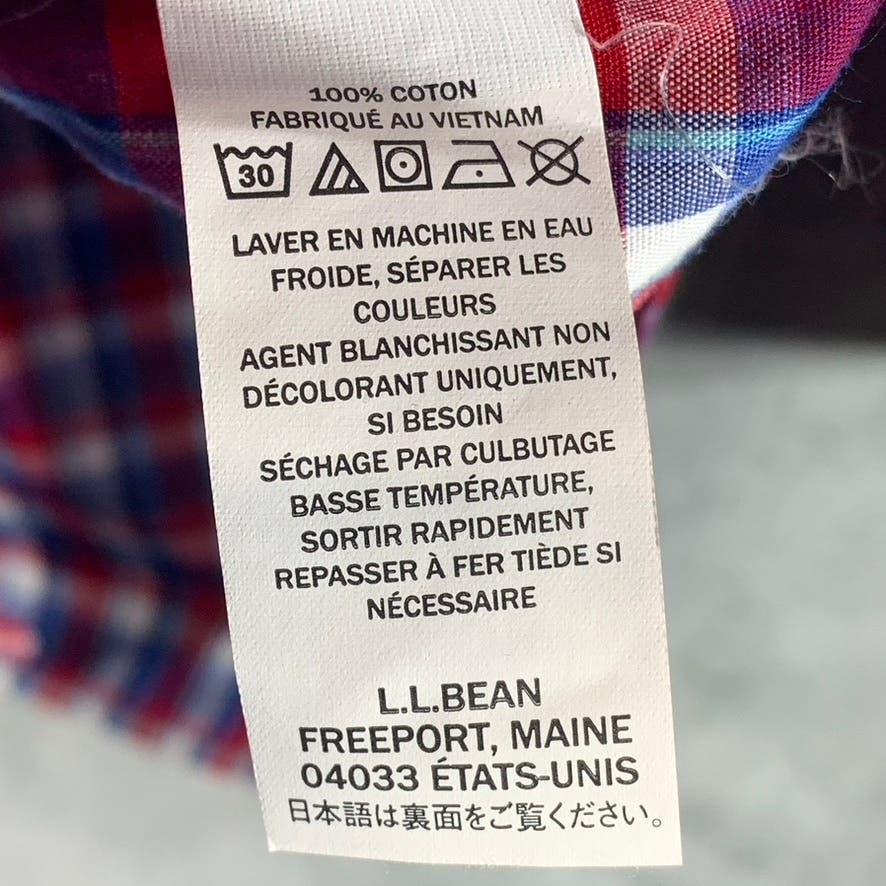 100% COTON
FABRIQUÉ AU VIETNAM
30
LAVER EN MACHINE EN EAU
FROIDE, SÉPARER LES
COULEURS
AGENT BLANCHISSANT NON
DÉCOLORANT UNIQUEMENT,
SI BESOIN
SÉCHAGE PAR CULBUTAGE
BASSE TEMPÉRATURE,
SORTIR RAPIDEMENT
REPASSER À FER TIÈDE SI
NÉCESSAIRE
L.L.BEAN
FREEPORT, MAINE
04033 ÉTATS-UNIS
日本語は裏面をご覧ください。